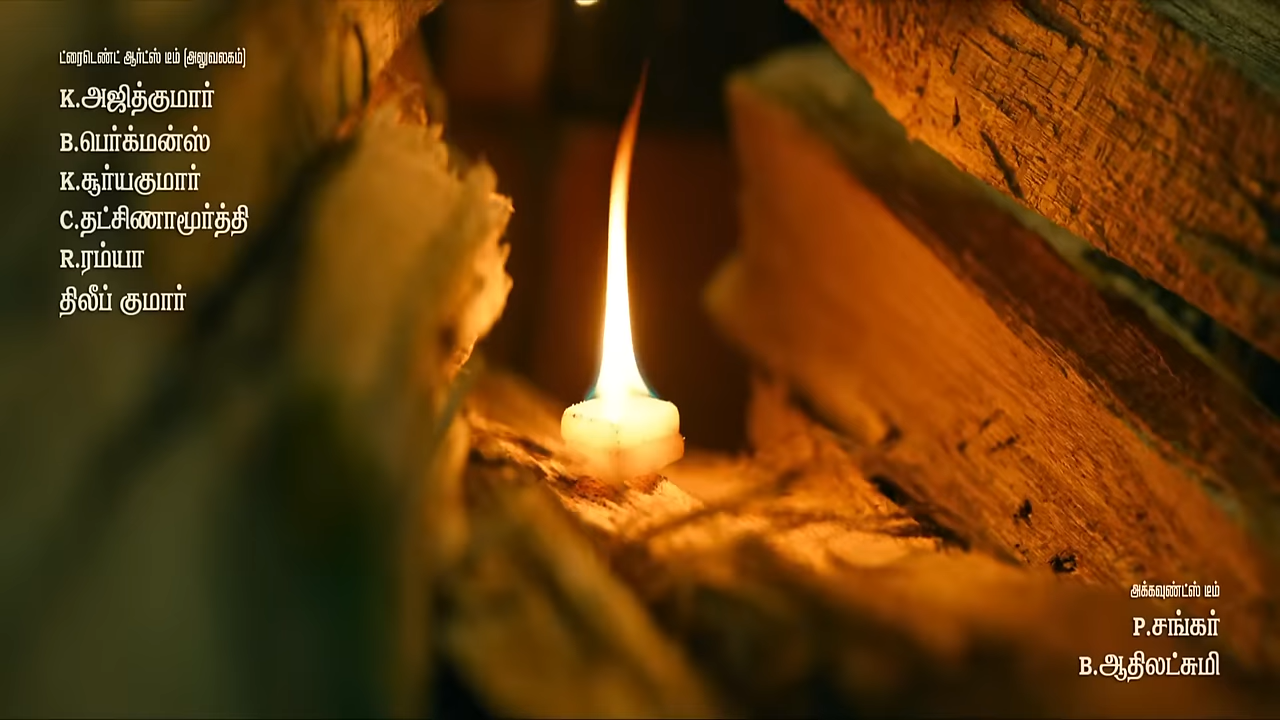 ட்ரைடெண்ட் ஆர்ட்ஸ் டீம் (அலுவலகம்)
K.அஜித்குமார்
B.பெர்க்மன்ஸ்
K.சூர்யகுமார்
C.தட்சிணாமூர்த்தி
R.ரம்யா
திலீப் குமார்
அக்கவுண்ட்ஸ் டீம்
P.சங்கர்
B.ஆதிலட்சுமி